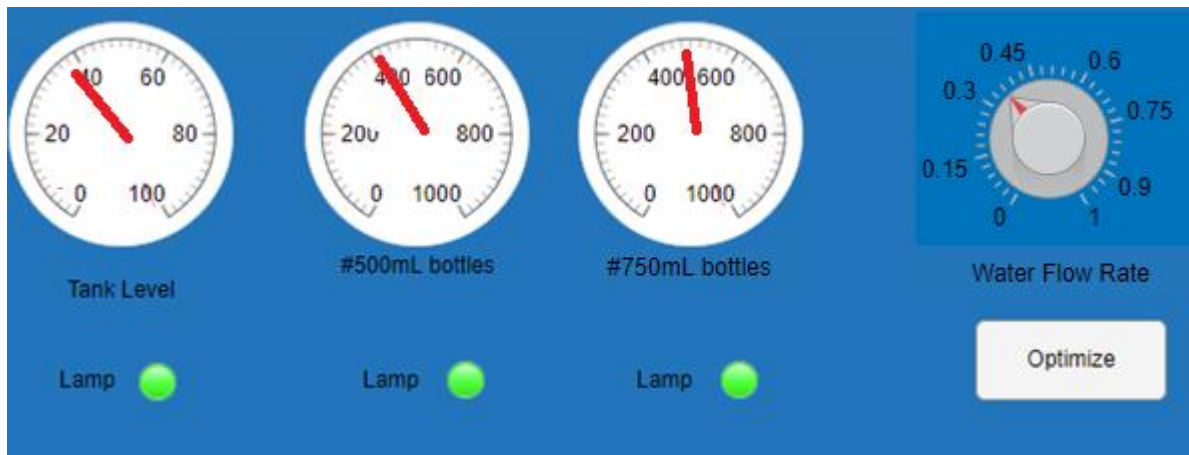 0 20 40 60 80 100
Tank Level
Lamp
0 200 400 600 800 1000
#500mL bottles
Lamp
0 200 400 600 800 1000
#750mL bottles
Lamp
0 0.15 0.3 0.45 0.6 0.75 0.9 1
Water Flow Rate
Optimize